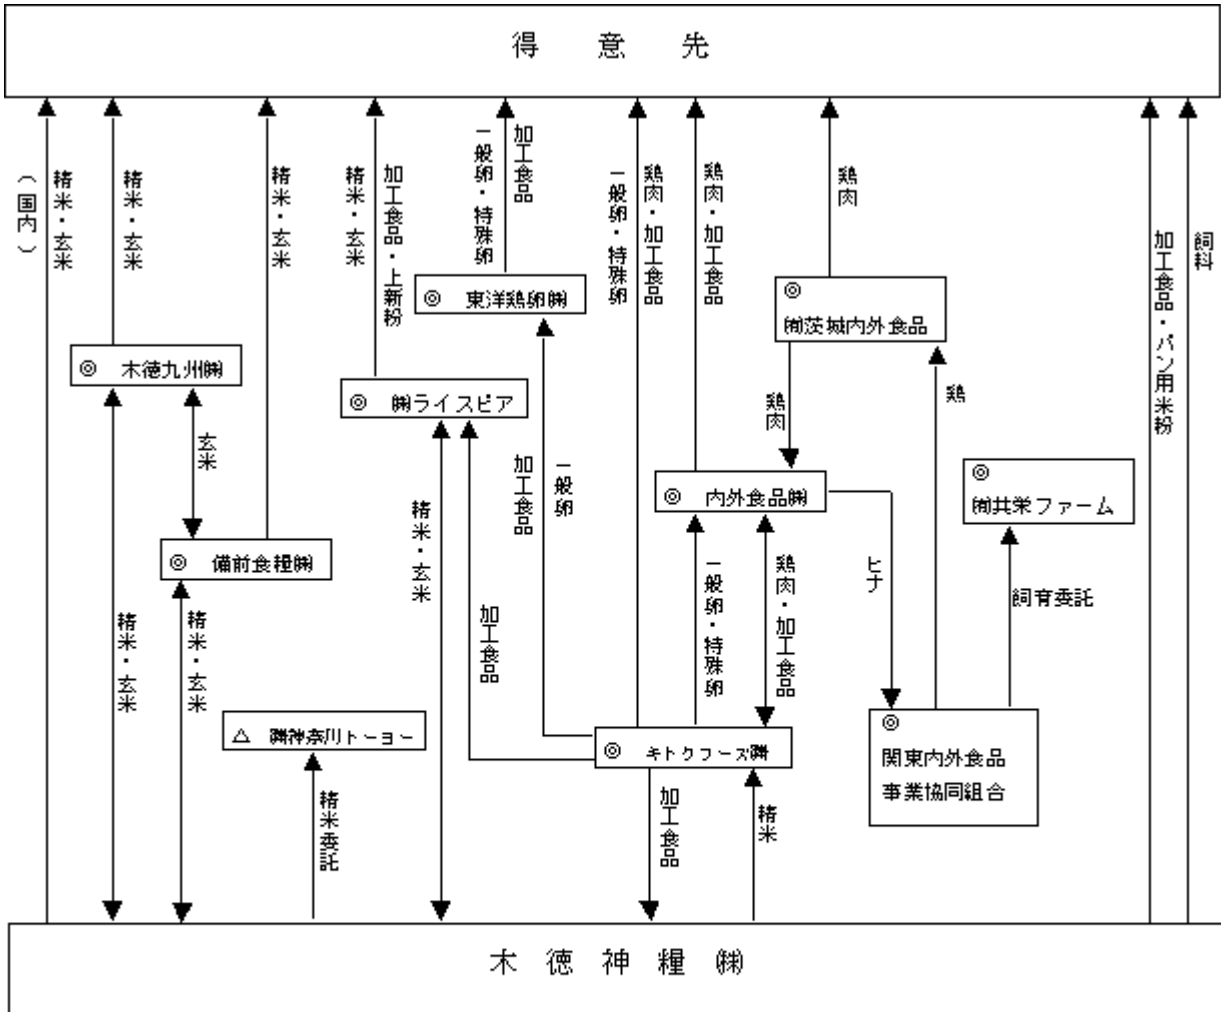 得意先
(国内)
精米・玄米
精米・玄米
精米・玄米
精米・玄米
加工食品・上新粉
一般卵・特殊卵
加工食品
一般卵・特殊卵
鶏肉・加工食品
鶏肉・加工食品
鶏肉
加工食品・パン用米粉
飼料
◎ 東洋鶏卵㈱
◎
㈲茨城内外食品
◎ 木徳九州㈱
◎ ㈱ライスピア
玄米
加工食品
一般卵
鶏肉
鶏
◎ 内外食品㈱
◎
㈲共栄ファーム
精米・玄米
◎ 備前食糧㈱
ヒナ
飼育委託
精米・玄米
精米・玄米
加工食品
一般卵・特殊卵
鶏肉・加工食品
△ ㈱神奈川トーヨー
◎ キトクフーズ㈱
◎
関東内外食品
事業協同組合
精米委託
加工食品
精米
木徳神糧㈱